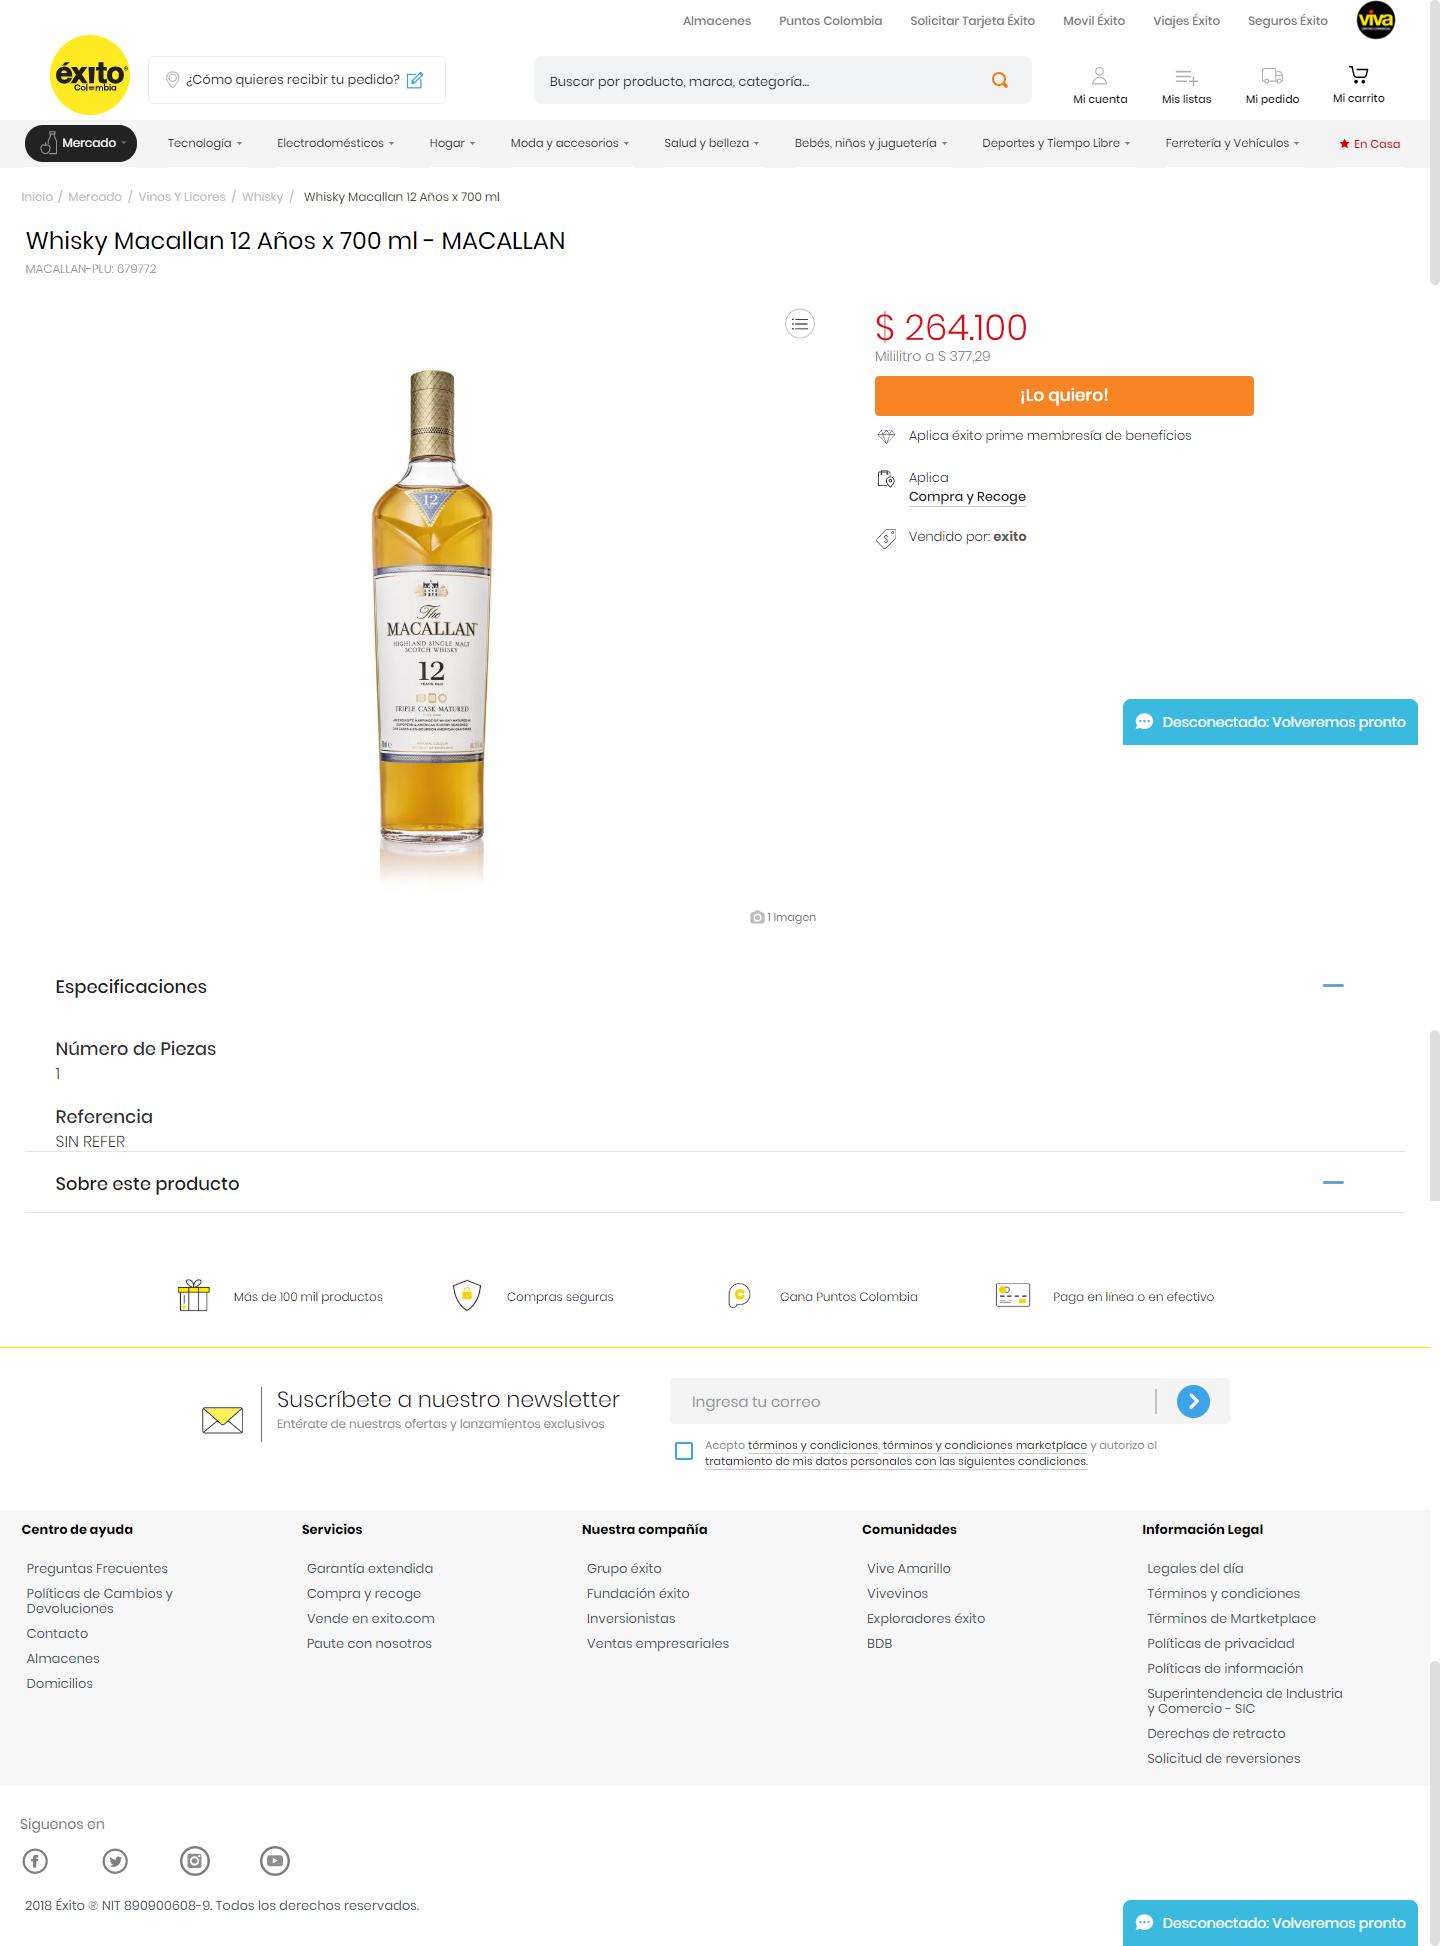 Almacenes Puntos Colombia Solicitar Tarjeta Éxito Movil Éxito Viajes Éxito Seguros Éxito viva
éxito
Colombia
¿Cómo quieres recibir tu pedido?
Buscar por producto, marca, categoría...
Mi cuenta Mis listas Mi pedido Mi carrito
Mercado Tecnología Electrodomésticos Hogar Moda y accesorios Salud y belleza Bebés, niños y juguetería Deportes y Tiempo Libre Ferretería y Vehículos En Casa
Inicio / Mercado / Vinos Y Licores / Whisky / Whisky Macallan 12 Años x 700 ml
Whisky Macallan 12 Años x 700 ml - MACALLAN
MACALLAN-PLU: 679772
12
The
MACALLAN
HIGHLAND SINGLE MALT
SCOTCH WHISKY
12
YEARS OLD
TRIPLE CASK MATURED
$ 264.100
Mililitro a $ 377,29
¡Lo quiero!
Aplica éxito prime membresía de beneficios
Aplica
Compra y Recoge
Vendido por: exito
Desconectado: Volveremos pronto
1 Imagen
Especificaciones
Número de Piezas
1
Referencia
SIN REFER
Sobre este producto
Más de 100 mil productos
Compras seguras
Gana Puntos Colombia
Paga en línea o en efectivo
Suscríbete a nuestro newsletter
Entérate de nuestras ofertas y lanzamientos exclusivos
Ingresa tu correo
Acepto términos y condiciones, términos y condiciones marketplace y autorizo el
tratamiento de mis datos personales con las siguientes condiciones.
Centro de ayuda
Preguntas Frecuentes
Políticas de Cambios y
Devoluciones
Contacto
Almacenes
Domicilios
Servicios
Garantía extendida
Compra y recoge
Vende en exito.com
Paute con nosotros
Nuestra compañía
Grupo éxito
Fundación éxito
Inversionistas
Ventas empresariales
Comunidades
Vive Amarillo
Vivevinos
Exploradores éxito
BDB
Información Legal
Legales del día
Términos y condiciones
Términos de Martketplace
Políticas de privacidad
Políticas de información
Superintendencia de Industria
y Comercio - SIC
Derechos de retracto
Solicitud de reversiones
Siguenos en
2018 Éxito ® NIT 890900608-9. Todos los derechos reservados.
Desconectado: Volveremos pronto